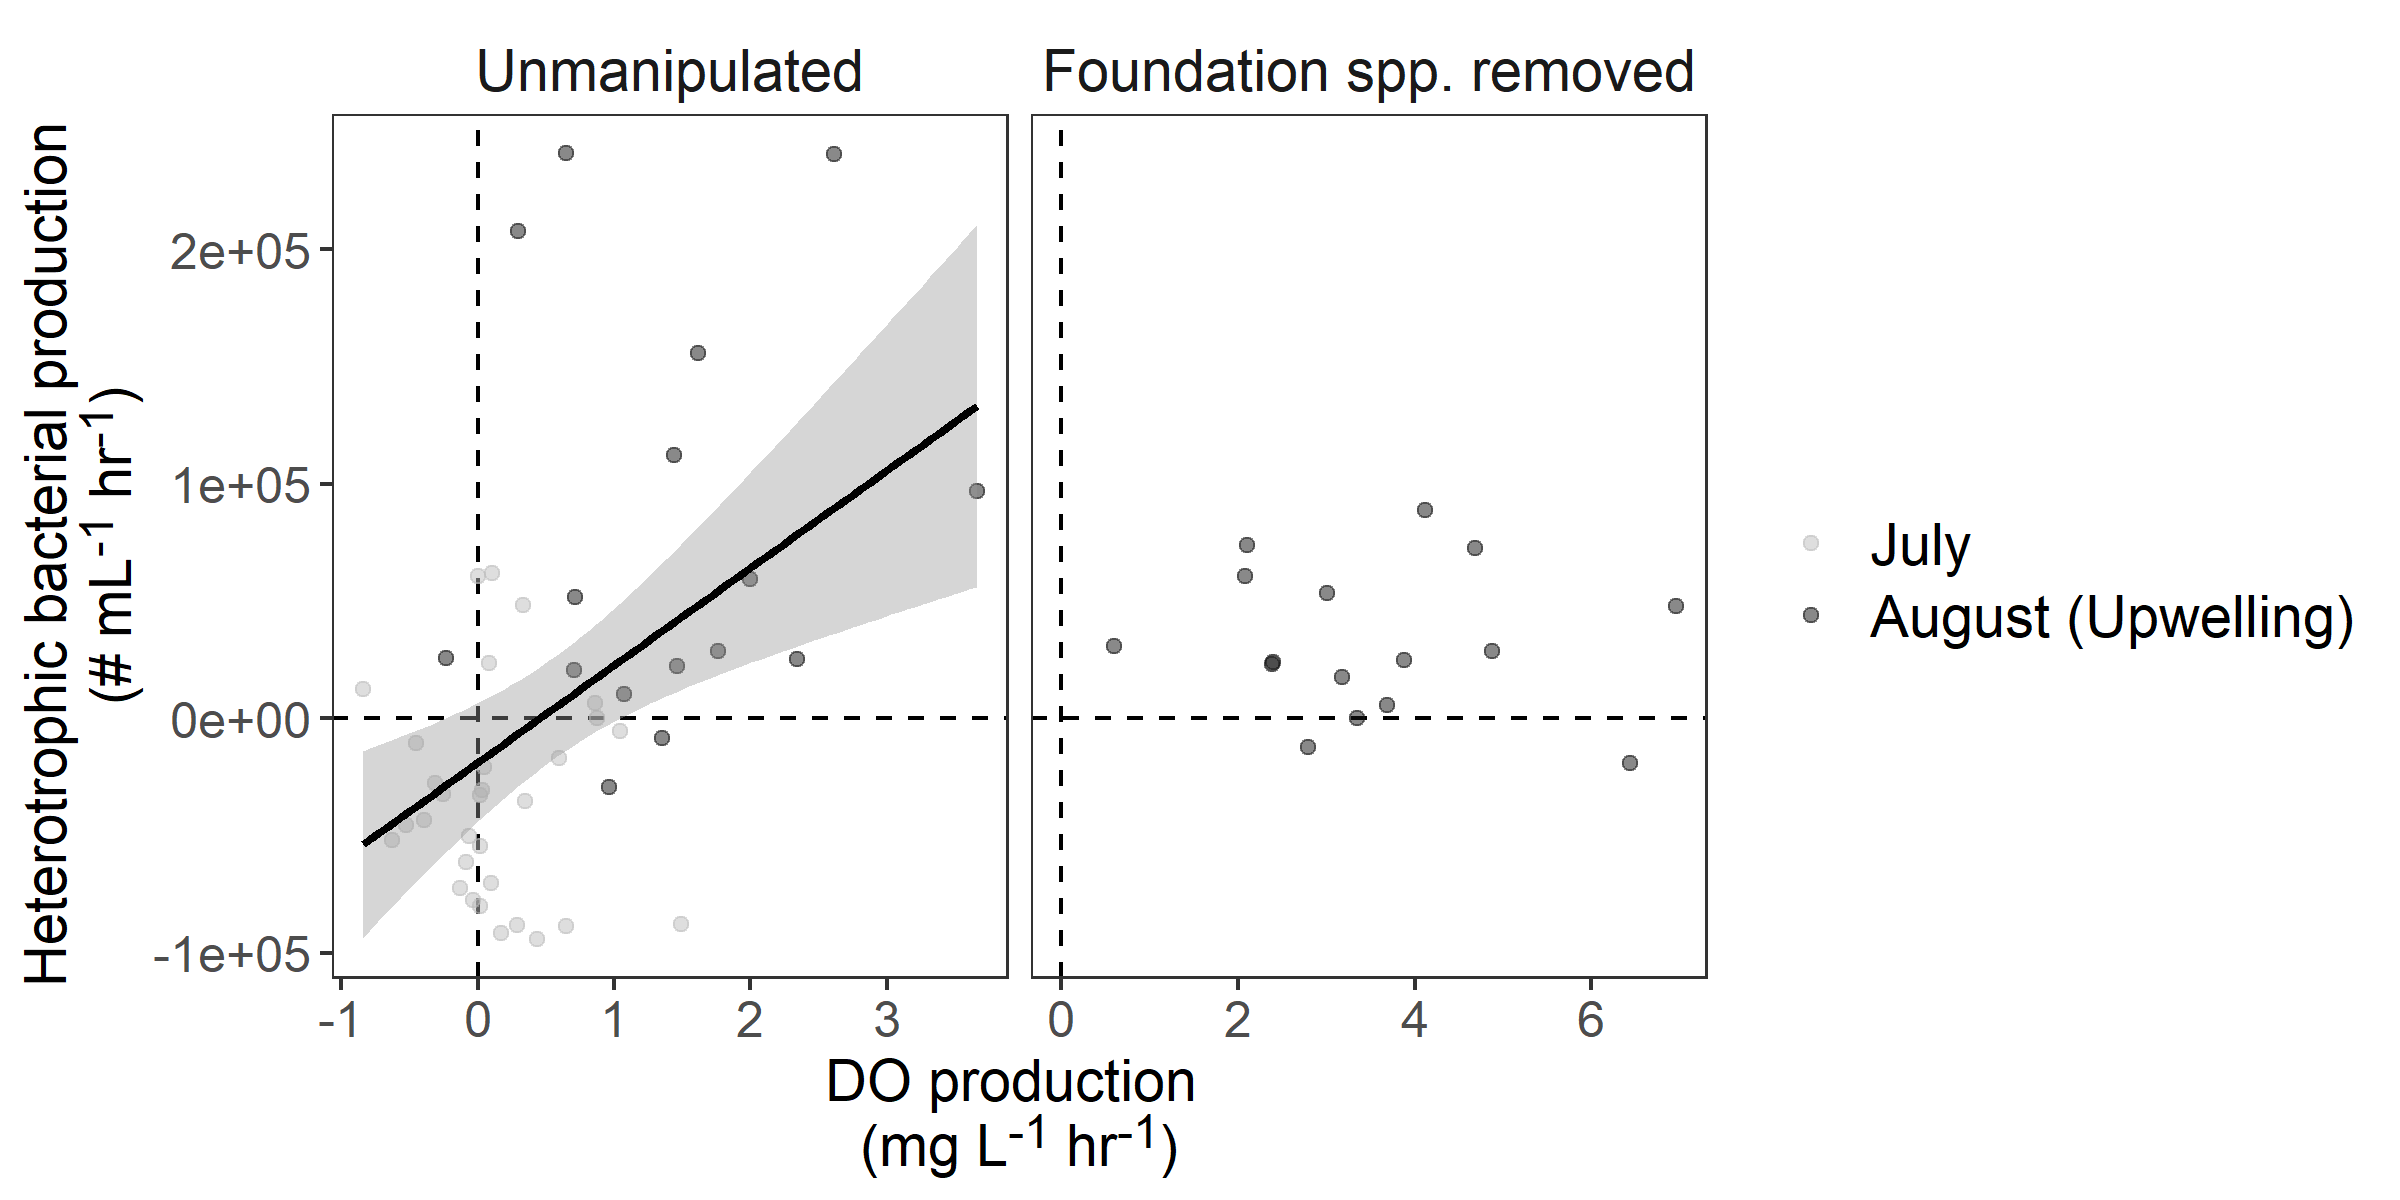 Unmanipulated
Foundation spp. removed
Heterotrophic bacterial production
(# mL-1 hr-1)
2e+05
1e+05
0e+00
-1e+05
-1 0 1 2 3
0 2 4 6
DO production
(mg L-1 hr-1)
July
August (Upwelling)